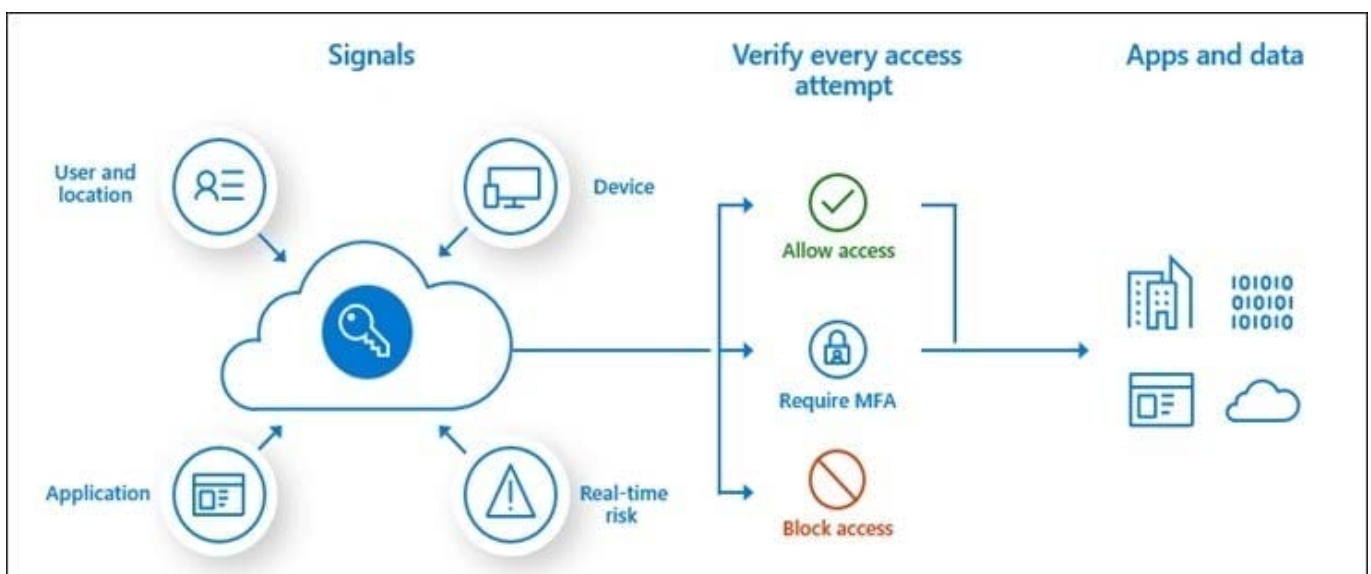 Signals
Verify every access
attempt
Apps and data
User and
location
Device
Allow access
101010
010101
101010
Require MFA
Application
Real-time
risk
Block access